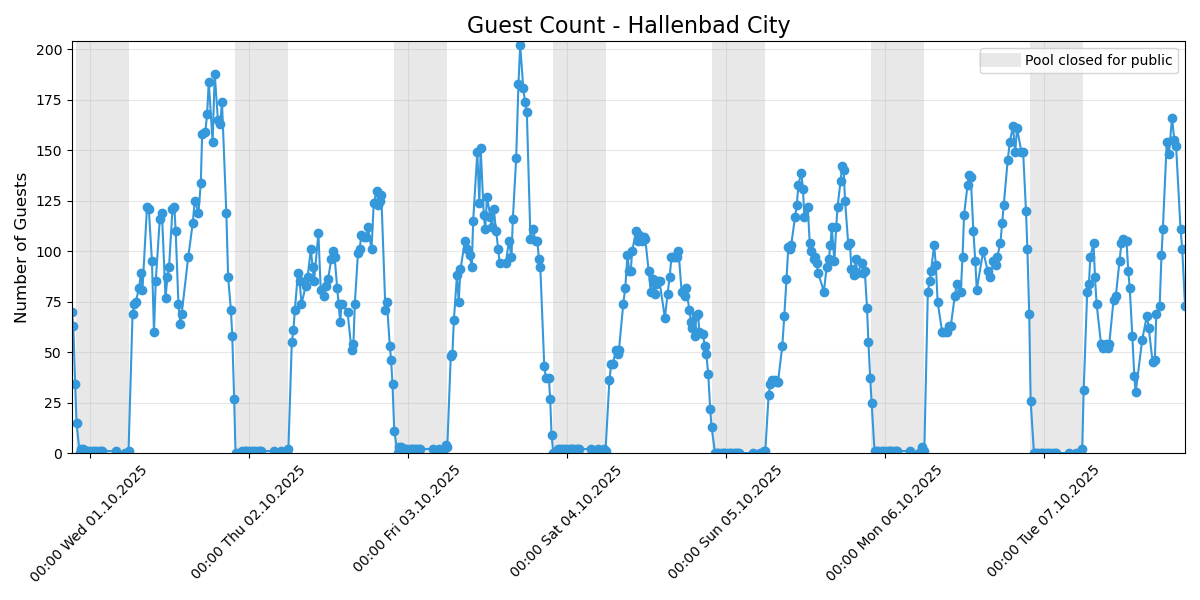 Guest Count - Hallenbad City
Pool closed for public
Number of Guests
200
175
150
125
100
75
50
25
0
00:00 Wed 01.10.2025
00:00 Thu 02.10.2025
00:00 Fri 03.10.2025
00:00 Sat 04.10.2025
00:00 Sun 05.10.2025
00:00 Mon 06.10.2025
00:00 Tue 07.10.2025